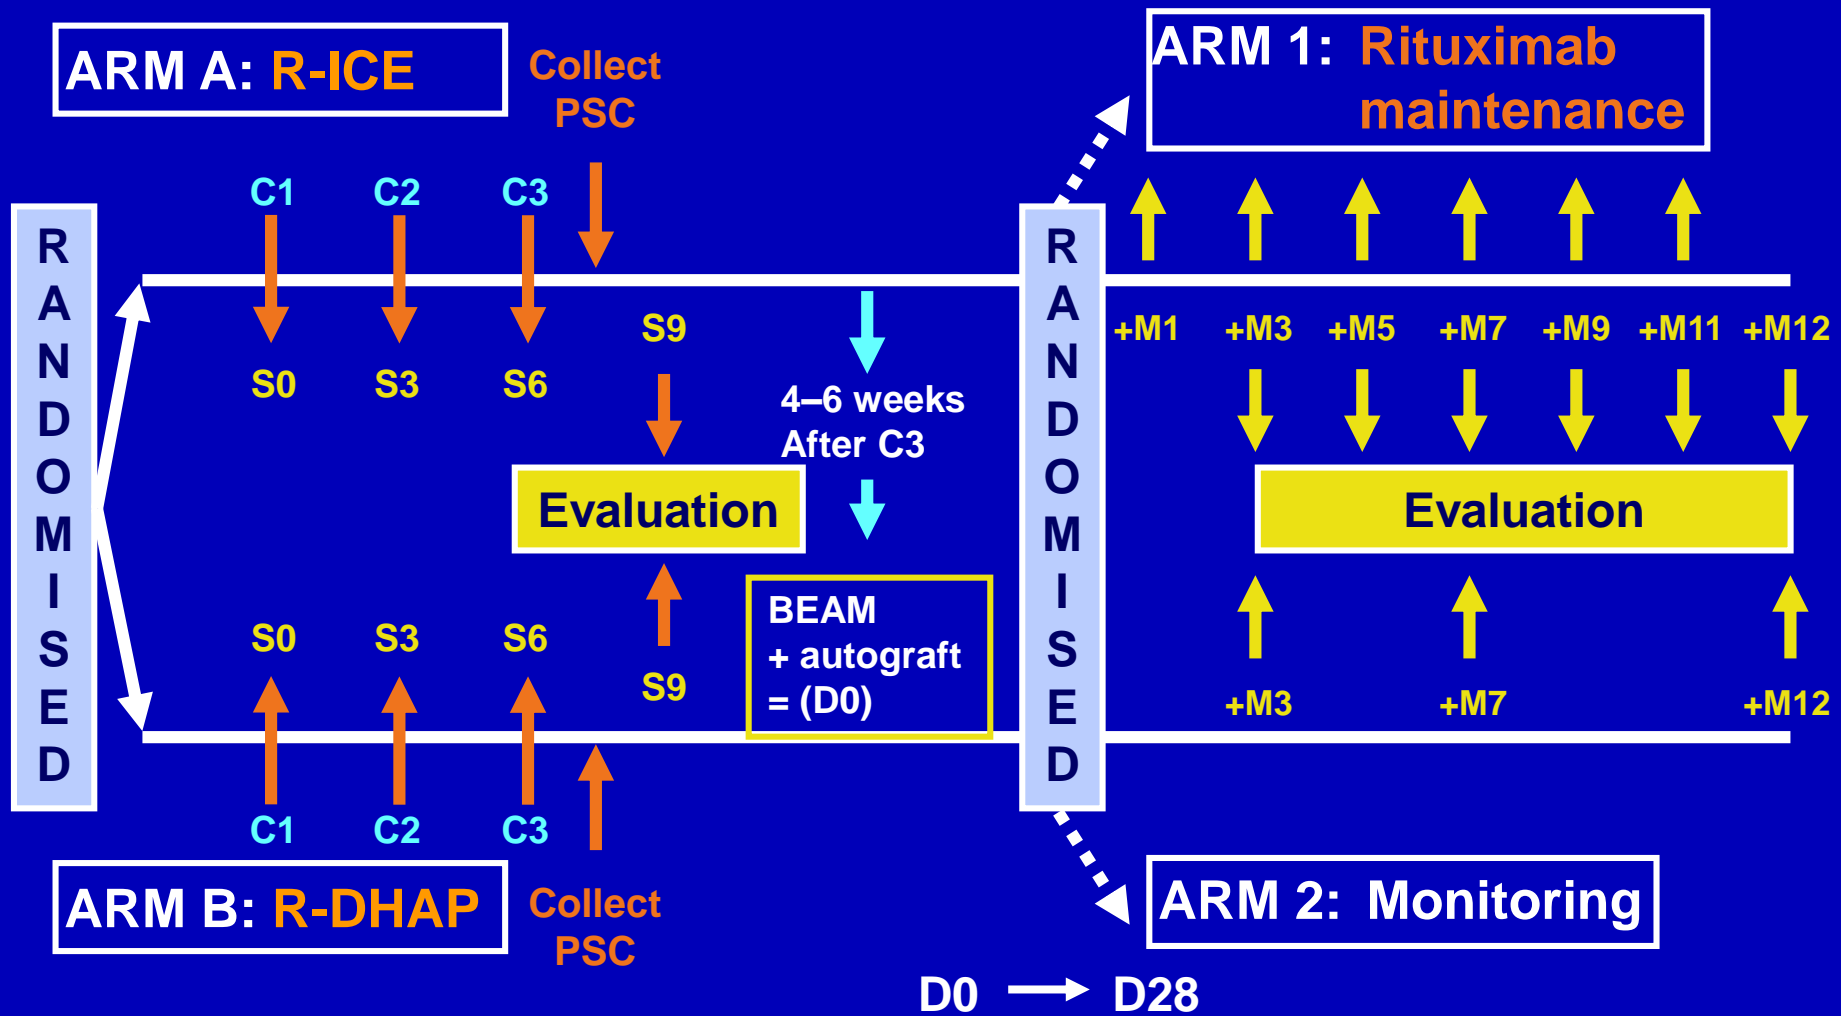 ARM A: R-ICE
Collect
PSC
ARM 1: Rituximab
maintenance
C1 C2 C3
RANDOMISED
RANDOMISED
S0 S3 S6
S9
+M1 +M3 +M5 +M7 +M9 +M11 +M12
4–6 weeks
After C3
Evaluation
Evaluation
BEAM
+ autograft
= (D0)
S0 S3 S6
S9
+M3 +M7 +M12
C1 C2 C3
ARM B: R-DHAP
Collect
PSC
ARM 2: Monitoring
D0 D28